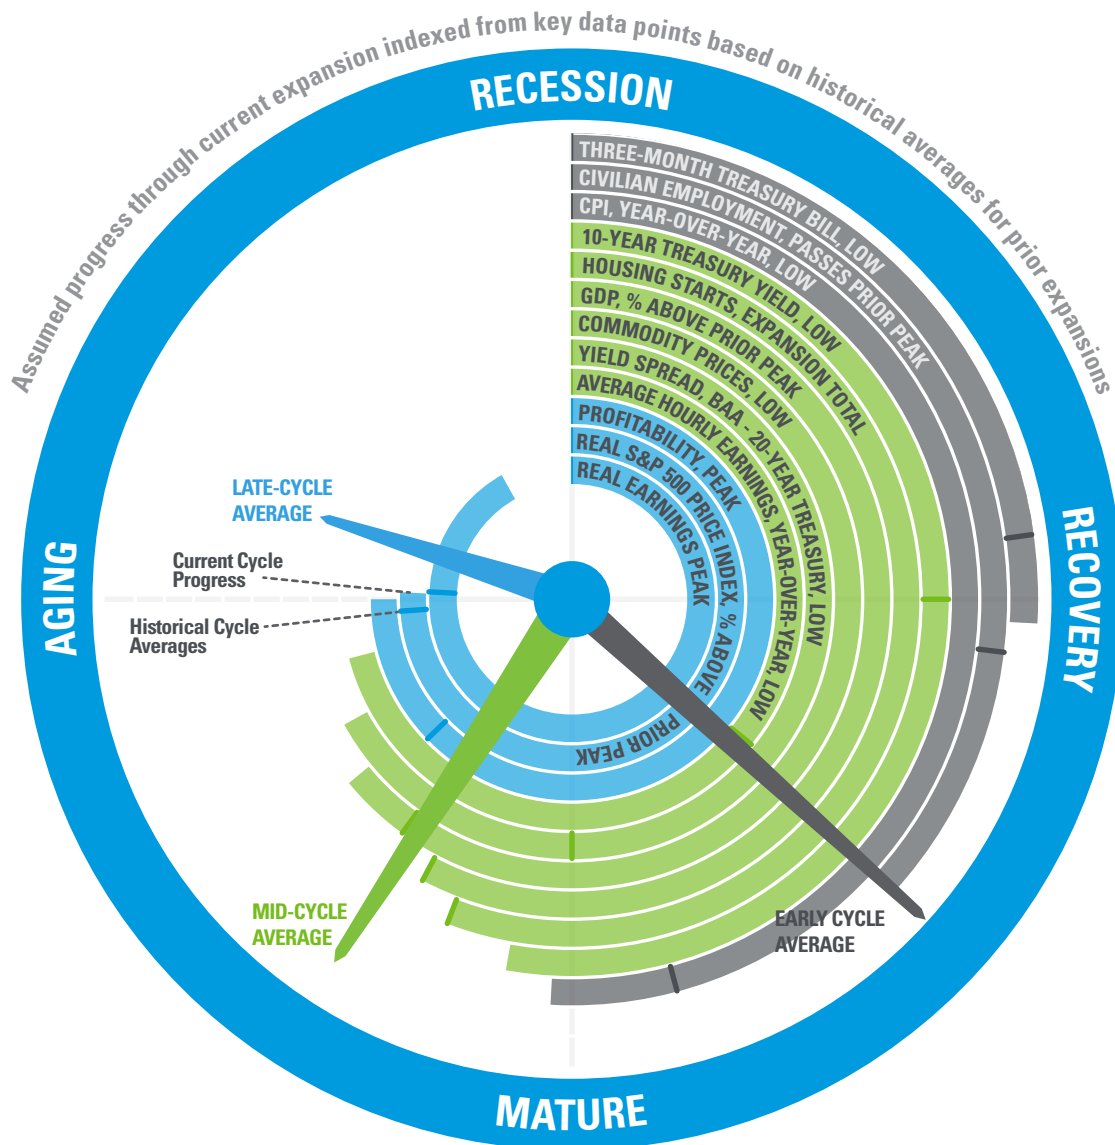 Assumed progress through current expansion indexed from key data points based on historical averages for prior expansions
RECESSION
THREE-MONTH TREASURY BILL, LOW
CIVILIAN EMPLOYMENT, PASSES PRIOR PEAK
CPI, YEAR-OVER-YEAR, LOW
10-YEAR TREASURY YIELD, LOW
HOUSING STARTS, EXPANSION TOTAL
GDP, % ABOVE PRIOR PEAK
COMMODITY PRICES, LOW
YIELD SPREAD, BAA - 20-YEAR TREASURY, LOW
AVERAGE HOURLY EARNINGS, YEAR-OVER-YEAR, LOW
PROFITABILITY, PEAK
REAL S&P 500 PRICE INDEX, % ABOVE PRIOR PEAK
REAL EARNINGS PEAK
RECOVERY
LATE-CYCLE
AVERAGE
Current Cycle
Progress
Historical Cycle
Averages
AGING
MID-CYCLE
AVERAGE
EARLY CYCLE
AVERAGE
MATURE